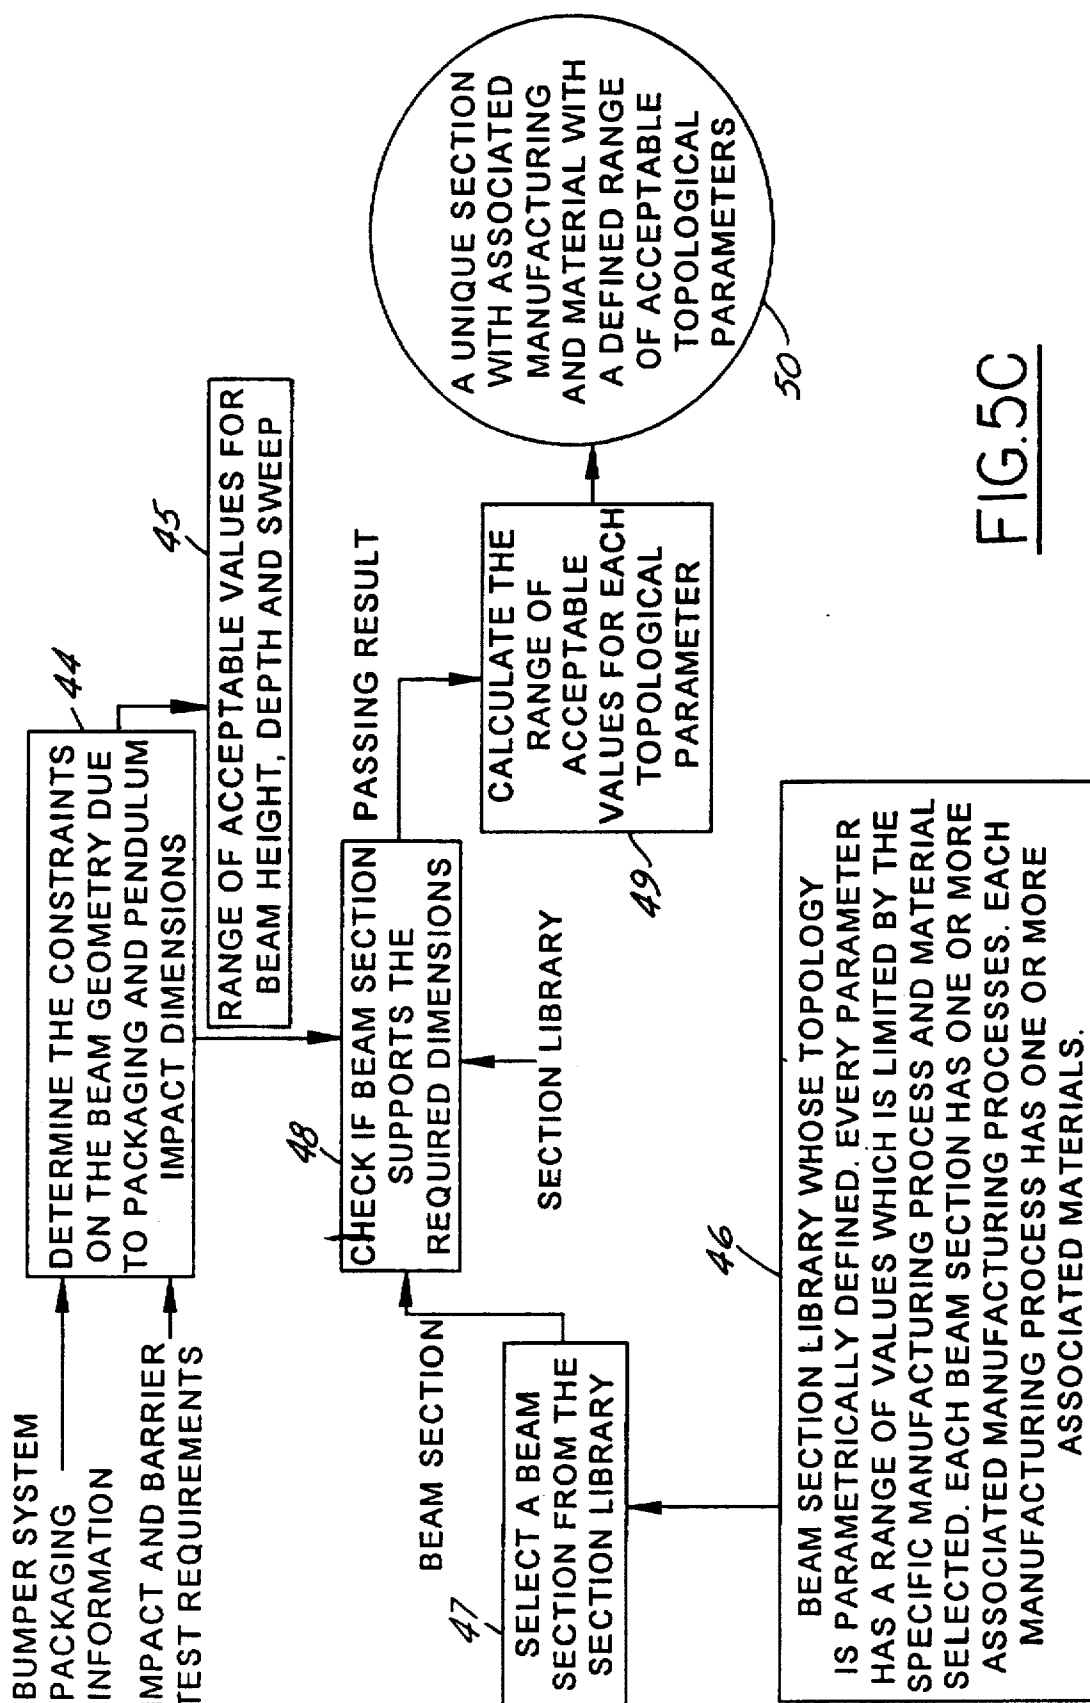 BUMPER SYSTEM
PACKAGING
INFORMATION
IMPACT AND BARRIER
TEST REQUIREMENTS
44
DETERMINE THE CONSTRAINTS
ON THE BEAM GEOMETRY DUE
TO PACKAGING AND PENDULUM
IMPACT DIMENSIONS
45
RANGE OF ACCEPTABLE VALUES FOR
BEAM HEIGHT, DEPTH AND SWEEP
BEAM SECTION
48
CHECK IF BEAM SECTION
SUPPORTS THE
REQUIRED DIMENSIONS
PASSING RESULT
SECTION LIBRARY
47
SELECT A BEAM
SECTION FROM THE
SECTION LIBRARY
CALCULATE THE
RANGE OF
ACCEPTABLE
VALUES FOR EACH
TOPOLOGICAL
PARAMETER
49
A UNIQUE SECTION
WITH ASSOCIATED
MANUFACTURING
AND MATERIAL WITH
A DEFINED RANGE
OF ACCEPTABLE
TOPOLOGICAL
PARAMETERS
50
46
BEAM SECTION LIBRARY WHOSE TOPOLOGY
IS PARAMETRICALLY DEFINED. EVERY PARAMETER
HAS A RANGE OF VALUES WHICH IS LIMITED BY THE
SPECIFIC MANUFACTURING PROCESS AND MATERIAL
SELECTED. EACH BEAM SECTION HAS ONE OR MORE
ASSOCIATED MANUFACTURING PROCESSES. EACH
MANUFACTURING PROCESS HAS ONE OR MORE
ASSOCIATED MATERIALS.
FIG.5C